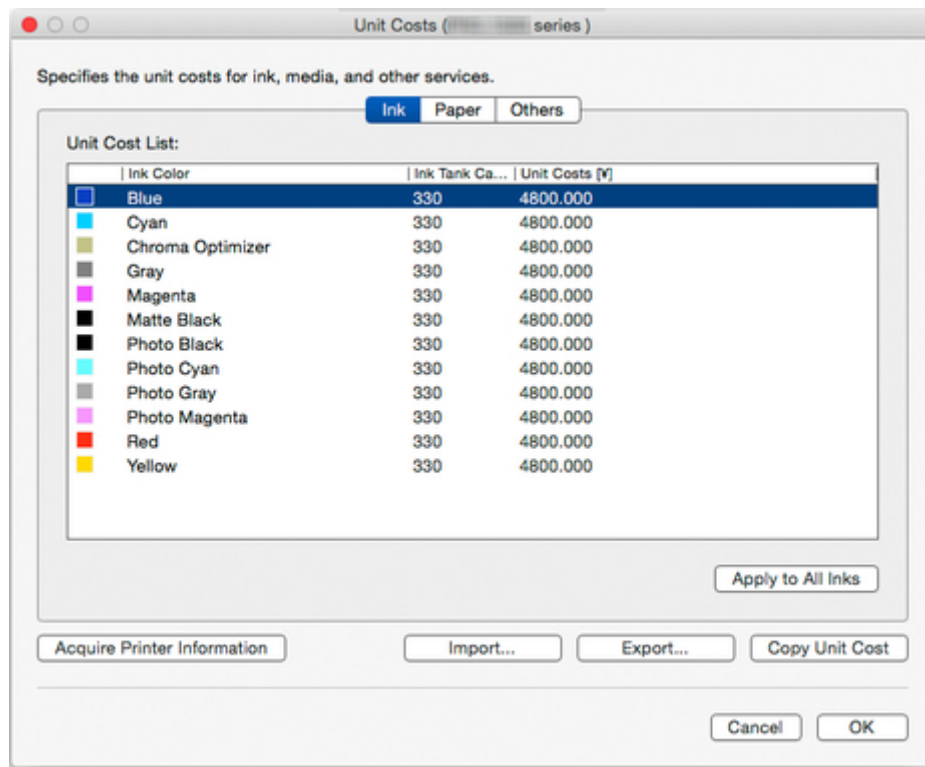 Unit Costs ( series )
Specifies the unit costs for ink, media, and other services.
Ink Paper Others
Unit Cost List:
| Ink Color | Ink Tank Ca... | Unit Costs [¥]
Blue 330 4800.000
Cyan 330 4800.000
Chroma Optimizer 330 4800.000
Gray 330 4800.000
Magenta 330 4800.000
Matte Black 330 4800.000
Photo Black 330 4800.000
Photo Cyan 330 4800.000
Photo Gray 330 4800.000
Photo Magenta 330 4800.000
Red 330 4800.000
Yellow 330 4800.000
Apply to All Inks
Acquire Printer Information Import... Export... Copy Unit Cost
Cancel OK